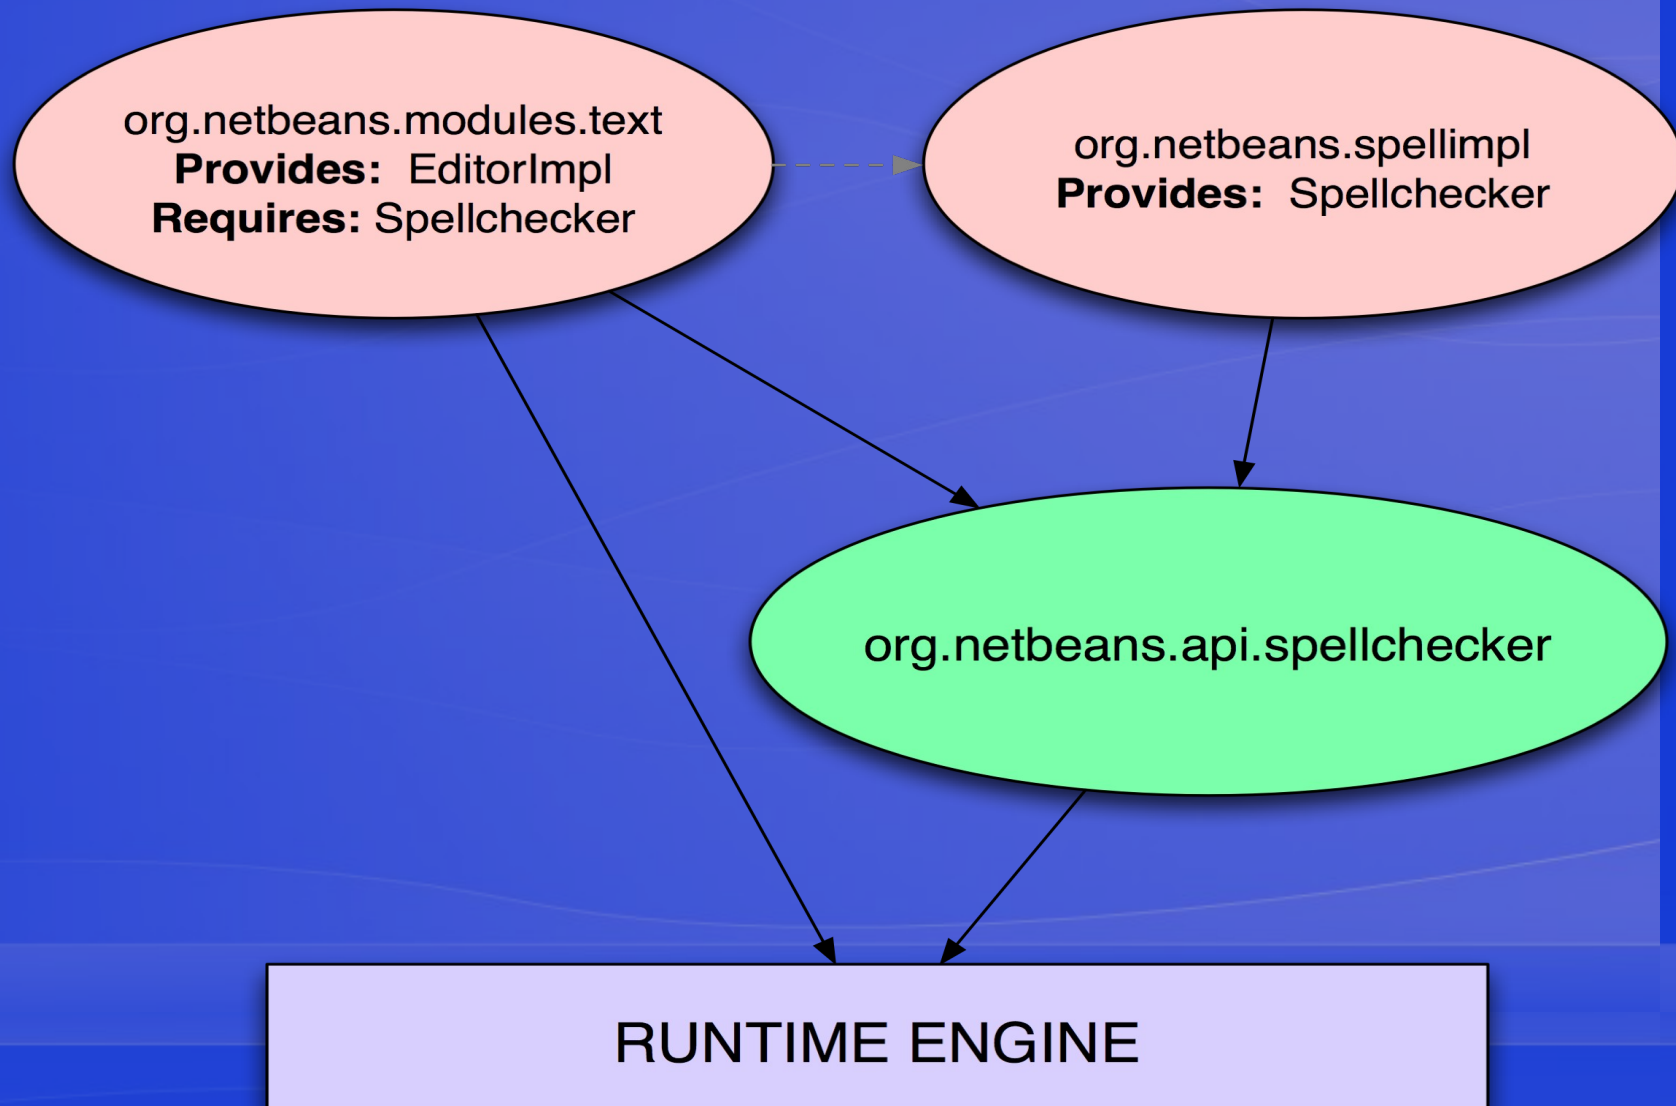 org.netbeans.modules.text
Provides: EditorImpl
Requires: Spellchecker
org.netbeans.spellimpl
Provides: Spellchecker
org.netbeans.api.spellchecker
RUNTIME ENGINE